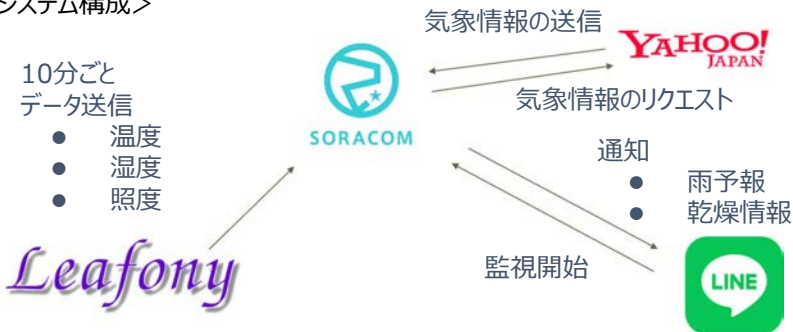 システム構成＞
気象情報の送信
YAHOO!
JAPAN
気象情報のリクエスト
10分ごと
データ送信
● 温度
● 湿度
● 照度
SORACOM
通知
● 雨予報
● 乾燥情報
監視開始
Leafony
LINE